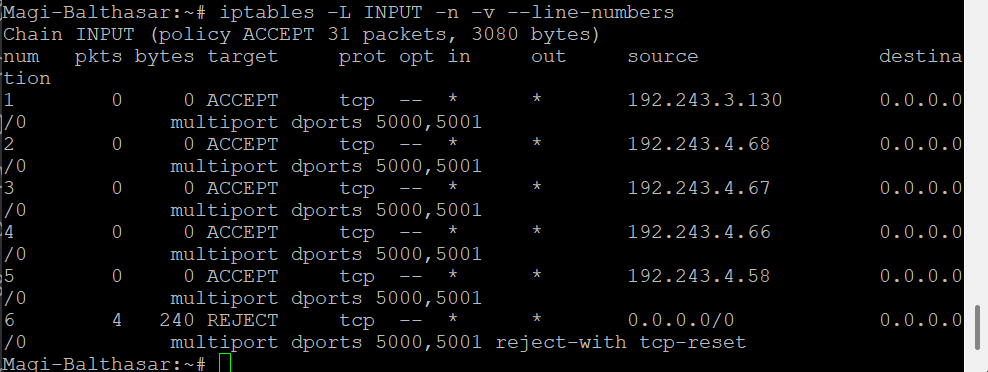 Magi-Balthasar:~# iptables -L INPUT -n -v --line-numbers
Chain INPUT (policy ACCEPT 31 packets, 3080 bytes)
num   pkts bytes target     prot opt in     out     source               destina
tion
1        0     0 ACCEPT     tcp  --  *      *       192.243.3.130        0.0.0.0
/0            multiport dports 5000,5001
2        0     0 ACCEPT     tcp  --  *      *       192.243.4.68         0.0.0.0
/0            multiport dports 5000,5001
3        0     0 ACCEPT     tcp  --  *      *       192.243.4.67         0.0.0.0
/0            multiport dports 5000,5001
4        0     0 ACCEPT     tcp  --  *      *       192.243.4.66         0.0.0.0
/0            multiport dports 5000,5001
5        0     0 ACCEPT     tcp  --  *      *       192.243.4.58         0.0.0.0
/0            multiport dports 5000,5001
6        4   240 REJECT     tcp  --  *      *       0.0.0.0/0            0.0.0.0
/0            multiport dports 5000,5001 reject-with tcp-reset
Magi-Balthasar:~#